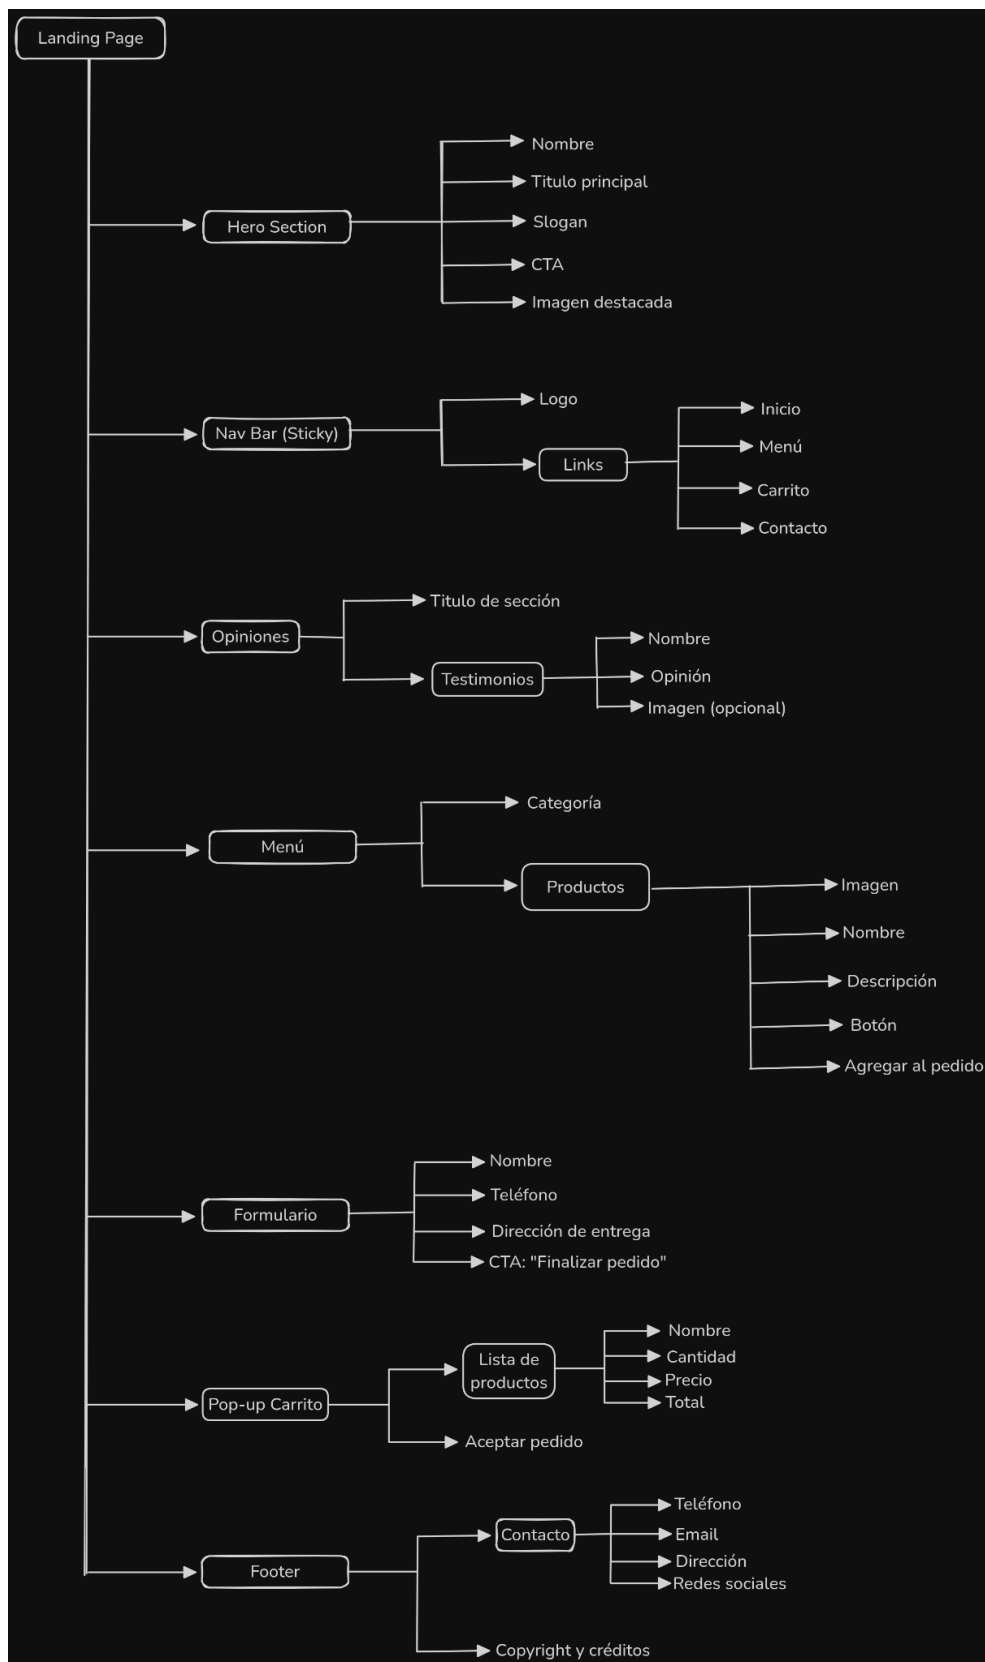 Landing Page
Hero Section
Nombre
Titulo principal
Slogan
CTA
Imagen destacada
Nav Bar (Sticky)
Logo
Links
Inicio
Menú
Carrito
Contacto
Opiniones
Titulo de sección
Testimonios
Nombre
Opinión
Imagen (opcional)
Menú
Categoría
Productos
Imagen
Nombre
Descripción
Botón
Agregar al pedido
Formulario
Nombre
Teléfono
Dirección de entrega
CTA: "Finalizar pedido"
Pop-up Carrito
Lista de
productos
Nombre
Cantidad
Precio
Total
Aceptar pedido
Footer
Contacto
Teléfono
Email
Dirección
Redes sociales
Copyright y créditos